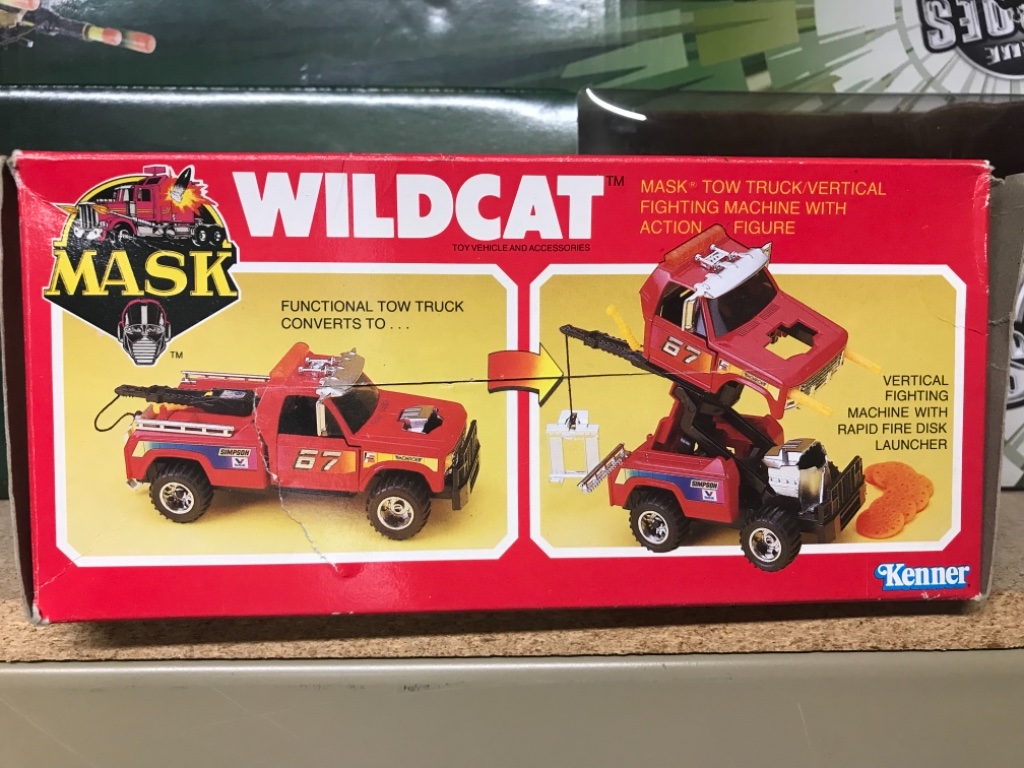 WILDCAT™
TOY VEHICLE AND ACCESSORIES
MASK® TOW TRUCK/VERTICAL
FIGHTING MACHINE WITH
ACTION FIGURE
MASK
™
FUNCTIONAL TOW TRUCK
CONVERTS TO . . .
SIMPSON
67
67
SIMPSON
VERTICAL
FIGHTING
MACHINE WITH
RAPID FIRE DISK
LAUNCHER
Kenner